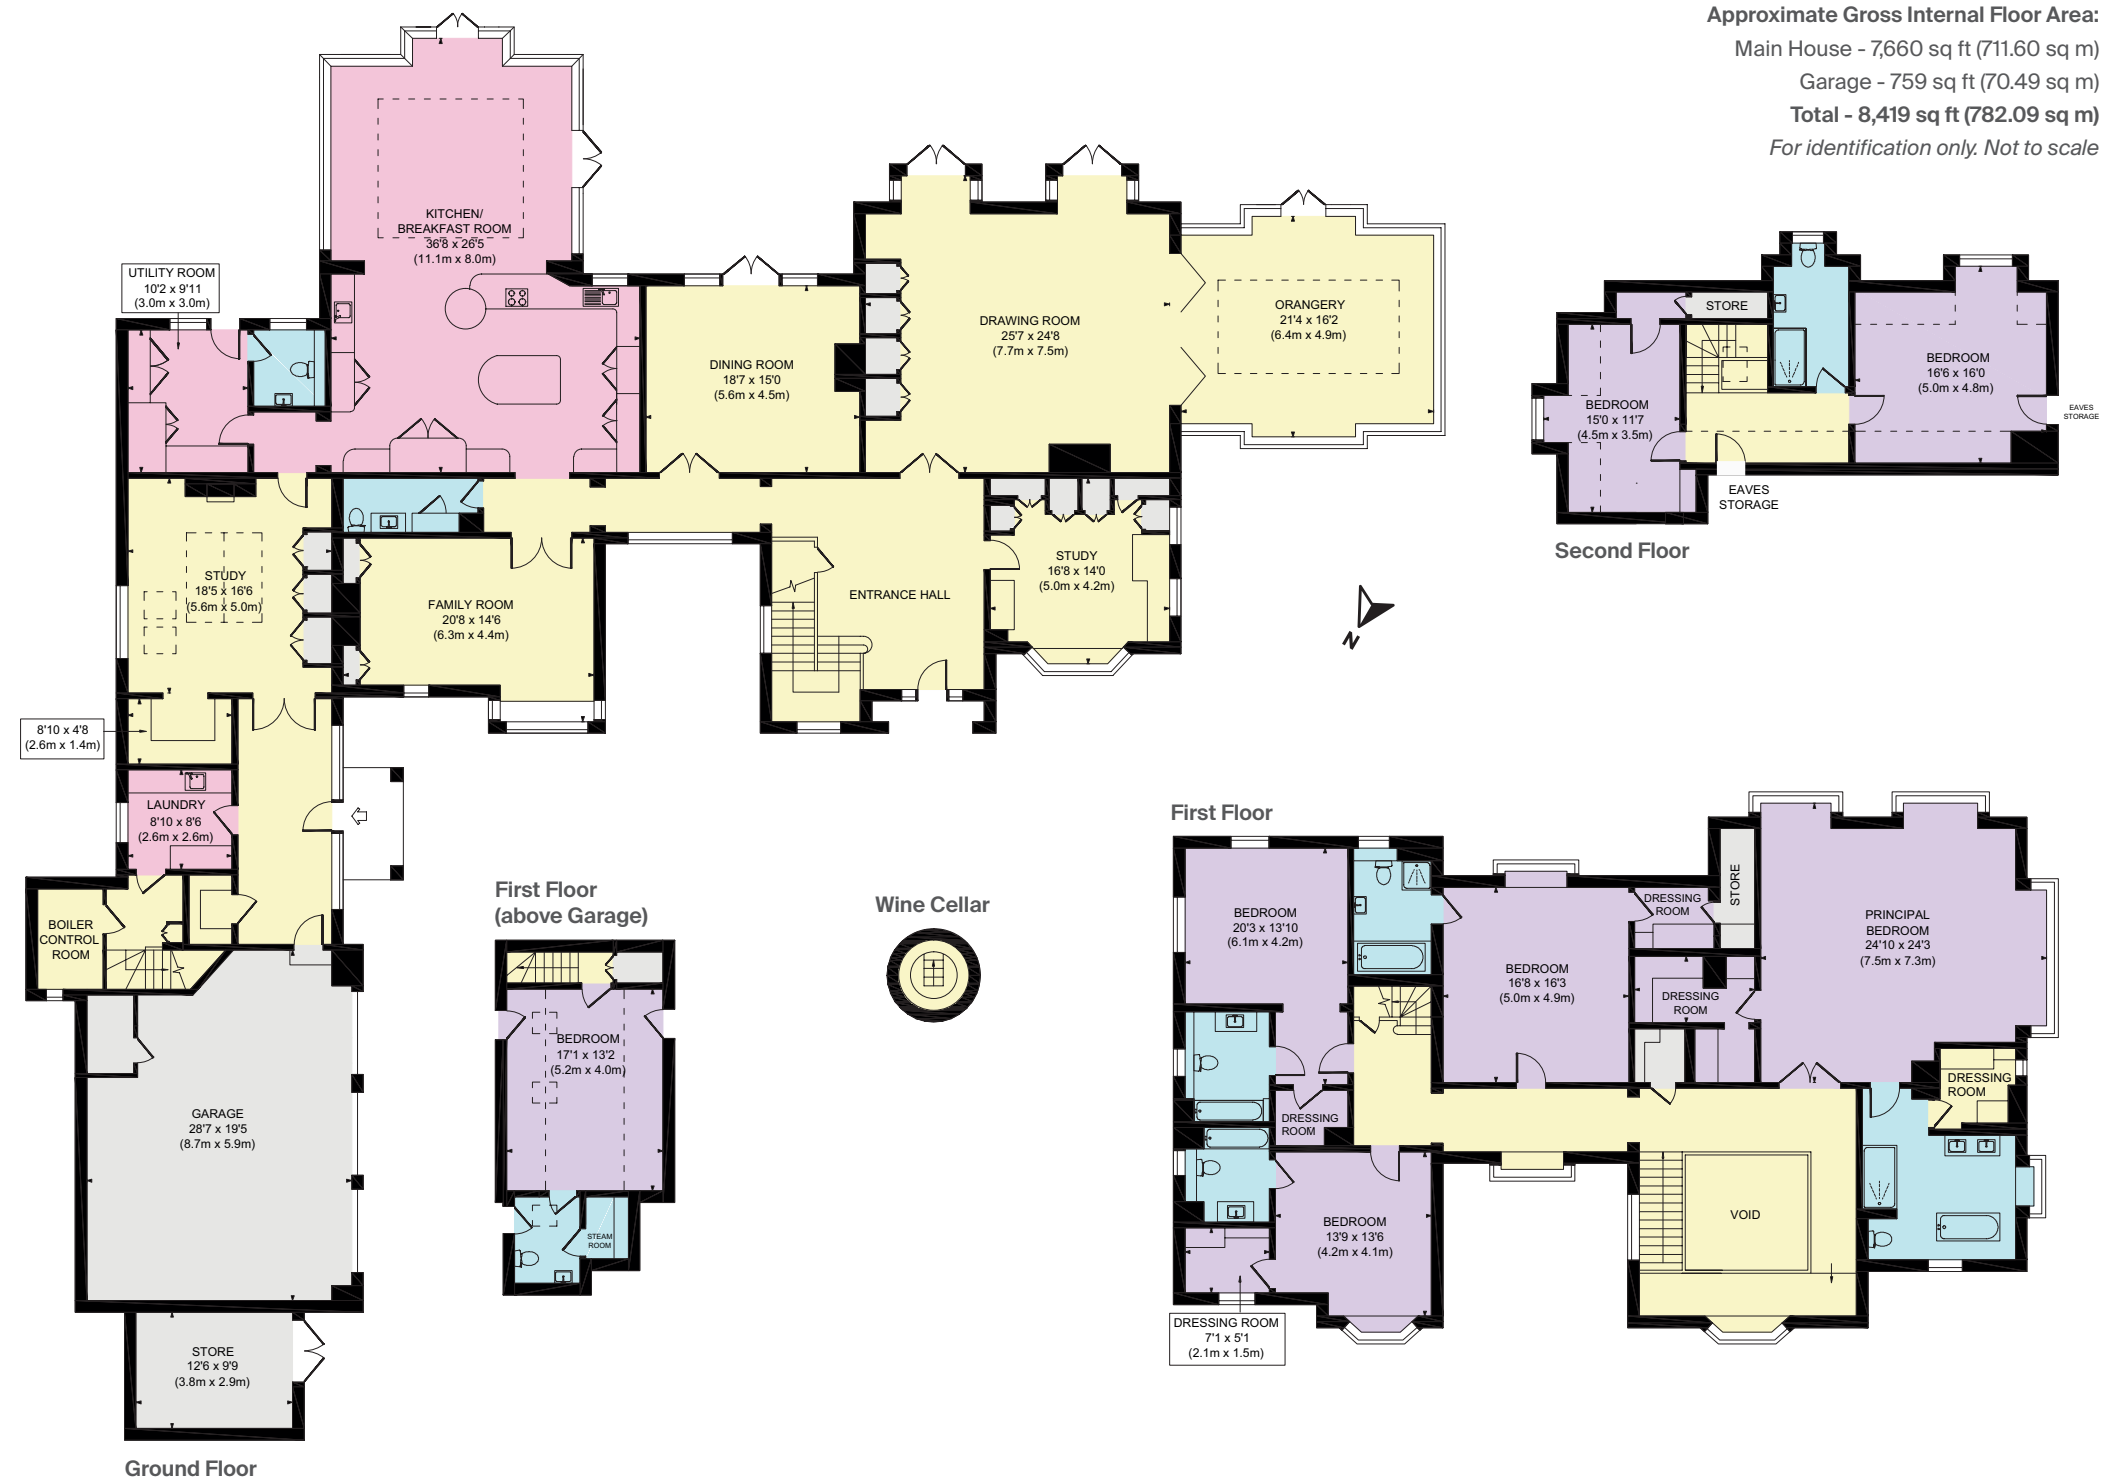 Approximate Gross Internal Floor Area:
Main House - 7,660 sq ft (711.60 sq m)
Garage - 759 sq ft (70.49 sq m)
Total - 8,419 sq ft (782.09 sq m)
For identification only. Not to scale
KITCHEN/
BREAKFAST ROOM
36'8 x 26'5
(11.1m x 8.0m)
UTILITY ROOM
10'2 x 9'11
(3.0m x 3.0m)
DINING ROOM
18'7 x 15'0
(5.6m x 4.5m)
DRAWING ROOM
25'7 x 24'8
(7.7m x 7.5m)
ORANGERY
21'4 x 16'2
(6.4m x 4.9m)
STUDY
18'5 x 16'6
(5.6m x 5.0m)
FAMILY ROOM
20'8 x 14'6
(6.3m x 4.4m)
ENTRANCE HALL
STUDY
16'8 x 14'0
(5.0m x 4.2m)
8'10 x 4'8
(2.6m x 1.4m)
LAUNDRY
8'10 x 8'6
(2.6m x 2.6m)
BOILER
CONTROL
ROOM
GARAGE
28'7 x 19'5
(8.7m x 5.9m)
STORE
12'6 x 9'9
(3.8m x 2.9m)
Ground Floor
First Floor
(above Garage)
BEDROOM
17'1 x 13'2
(5.2m x 4.0m)
STEAM
ROOM
Wine Cellar
N
STORE
BEDROOM
16'6 x 16'0
(5.0m x 4.8m)
BEDROOM
15'0 x 11'7
(4.5m x 3.5m)
EAVES
STORAGE
EAVES
STORAGE
Second Floor
First Floor
BEDROOM
20'3 x 13'10
(6.1m x 4.2m)
BEDROOM
16'8 x 16'3
(5.0m x 4.9m)
DRESSING
ROOM
STORE
PRINCIPAL
BEDROOM
24'10 x 24'3
(7.5m x 7.3m)
DRESSING
ROOM
DRESSING
ROOM
DRESSING
ROOM
BEDROOM
13'9 x 13'6
(4.2m x 4.1m)
VOID
DRESSING ROOM
7'1 x 5'1
(2.1m x 1.5m)